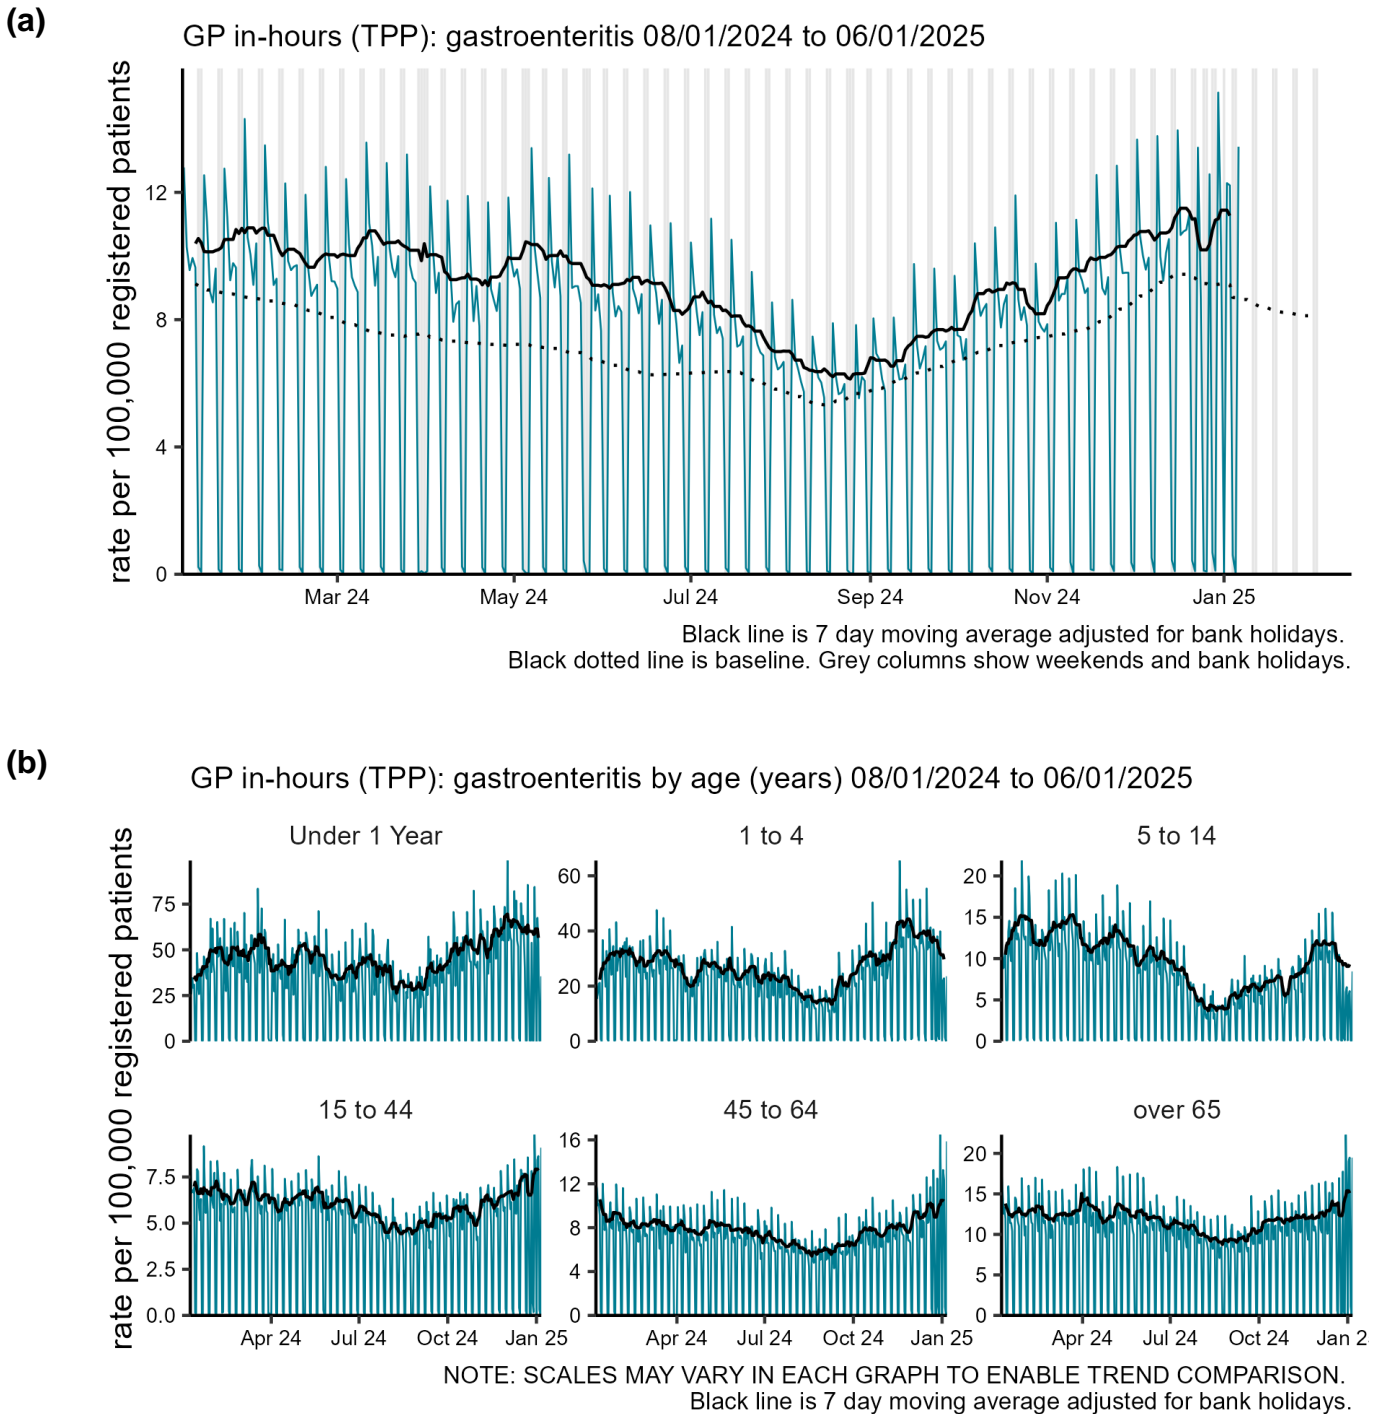 (a)
GP in-hours (TPP): gastroenteritis 08/01/2024 to 06/01/2025
rate per 100,000 registered patients
12
8
4
0
Mar 24 May 24 Jul 24 Sep 24 Nov 24 Jan 25
Black line is 7 day moving average adjusted for bank holidays.
Black dotted line is baseline. Grey columns show weekends and bank holidays.
(b)
GP in-hours (TPP): gastroenteritis by age (years) 08/01/2024 to 06/01/2025
rate per 100,000 registered patients
Under 1 Year
75
50
25
0
1 to 4
60
40
20
0
5 to 14
20
15
10
5
0
15 to 44
7.5
5.0
2.5
0.0
Apr 24 Jul 24 Oct 24 Jan 25
45 to 64
16
12
8
4
0
Apr 24 Jul 24 Oct 24 Jan 25
over 65
20
15
10
5
0
Apr 24 Jul 24 Oct 24 Jan 2
NOTE: SCALES MAY VARY IN EACH GRAPH TO ENABLE TREND COMPARISON.
Black line is 7 day moving average adjusted for bank holidays.